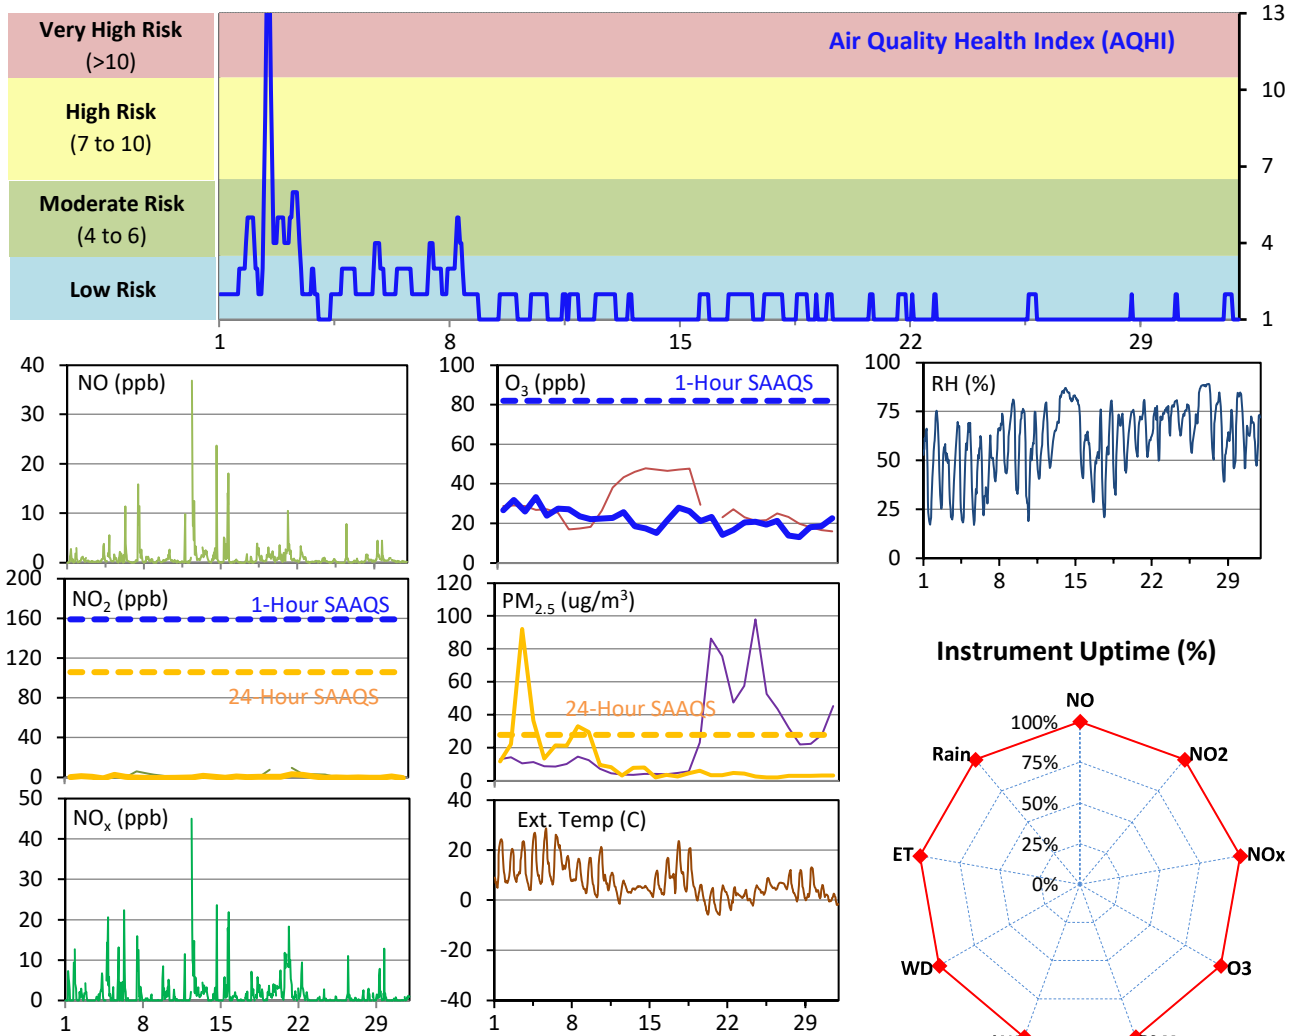 Very High Risk
(>10)
High Risk
(7 to 10)
Moderate Risk
(4 to 6)
Low Risk
Air Quality Health Index (AQHI)
13
10
7
4
1
1 8 15 22 29
NO (ppb)
40
30
20
10
0
O3 (ppb)
1-Hour SAAQS
100
80
60
40
20
0
RH (%)
100
75
50
25
0
1 8 15 22 29
NO2 (ppb)
1-Hour SAAQS
24-Hour SAAQS
200
160
120
80
40
0
PM2.5 (ug/m3)
24-Hour SAAQS
120
100
80
60
40
20
0
NOx (ppb)
50
40
30
20
10
0
1 8 15 22 29
Ext. Temp (C)
40
20
0
-20
-40
1 8 15 22 29
Instrument Uptime (%)
NO
100%
75%
50%
25%
0%
NO2
NOx
O3
WD
ET
Rain